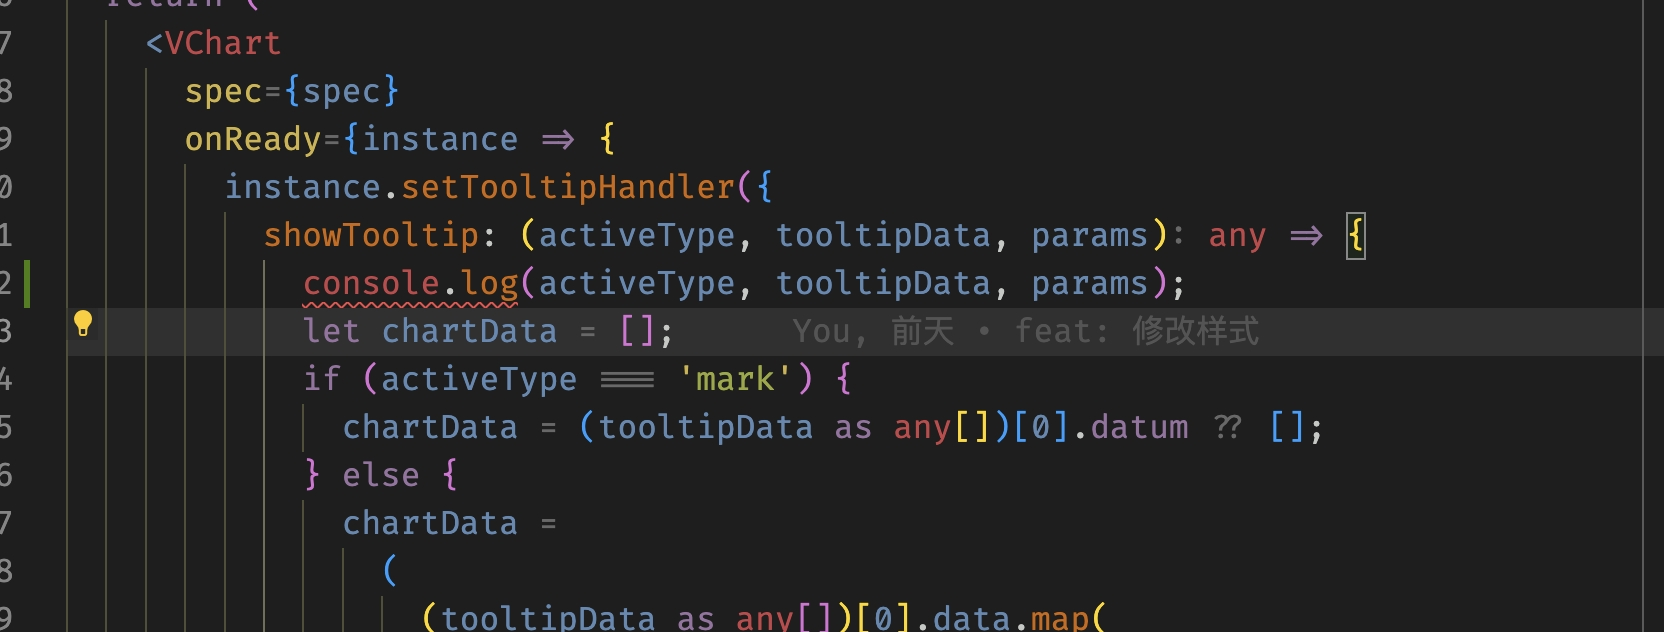 return (
7 <VChart
8 spec={spec}
9 onReady={instance => {
0 instance.setTooltipHandler({
1 showTooltip: (activeType, tooltipData, params): any => {
2 console.log(activeType, tooltipData, params);
3 let chartData = []; You, 前天 • feat: 修改样式
4 if (activeType === 'mark') {
5 chartData = (tooltipData as any[])[0].datum ?? [];
6 } else {
7 chartData =
8 (
9 (tooltipData as any[])[0].data.map(